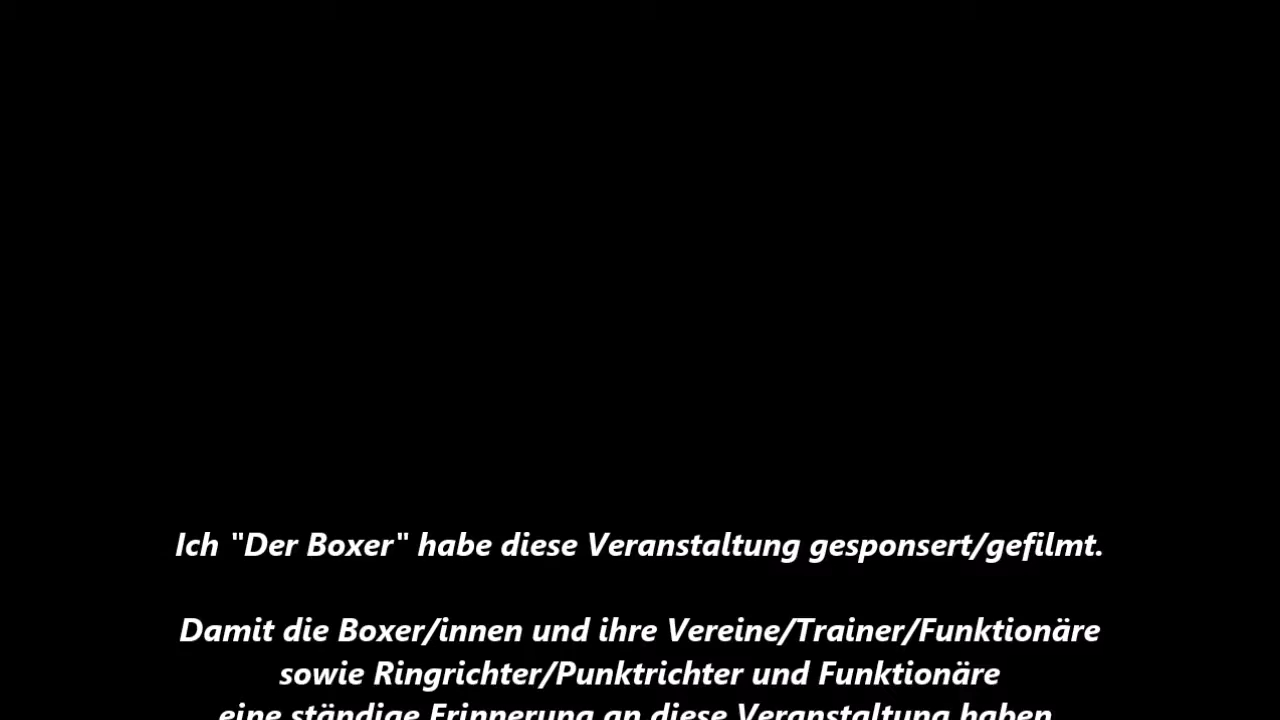 Ich "Der Boxer" habe diese Veranstaltung gesponsert/gefilmt.
Damit die Boxer/innen und ihre Vereine/Trainer/Funktionäre
sowie Ringrichter/Punktrichter und Funktionäre
eine ständige Erinnerung an diese Veranstaltung haben